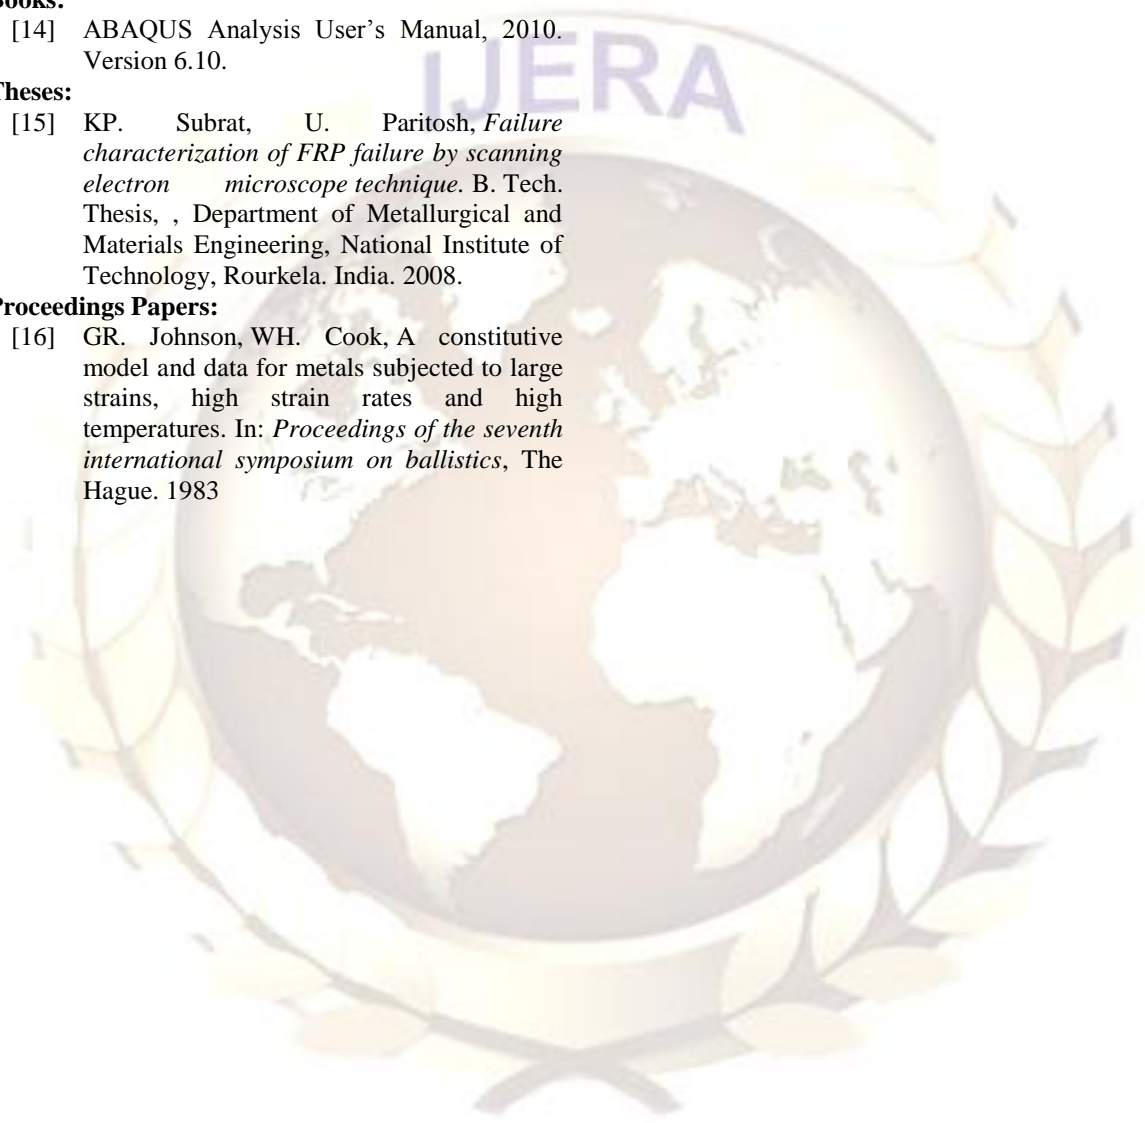 Books:
[14] ABAQUS Analysis User's Manual, 2010.
Version 6.10.
Theses:
[15] KP. Subrat, U. Paritosh, Failure
characterization of FRP failure by scanning
electron microscope technique. B. Tech.
Thesis, , Department of Metallurgical and
Materials Engineering, National Institute of
Technology, Rourkela. India. 2008.
Proceedings Papers:
[16] GR. Johnson, WH. Cook, A constitutive
model and data for metals subjected to large
strains, high strain rates and high
temperatures. In: Proceedings of the seventh
international symposium on ballistics, The
Hague. 1983
IJERA